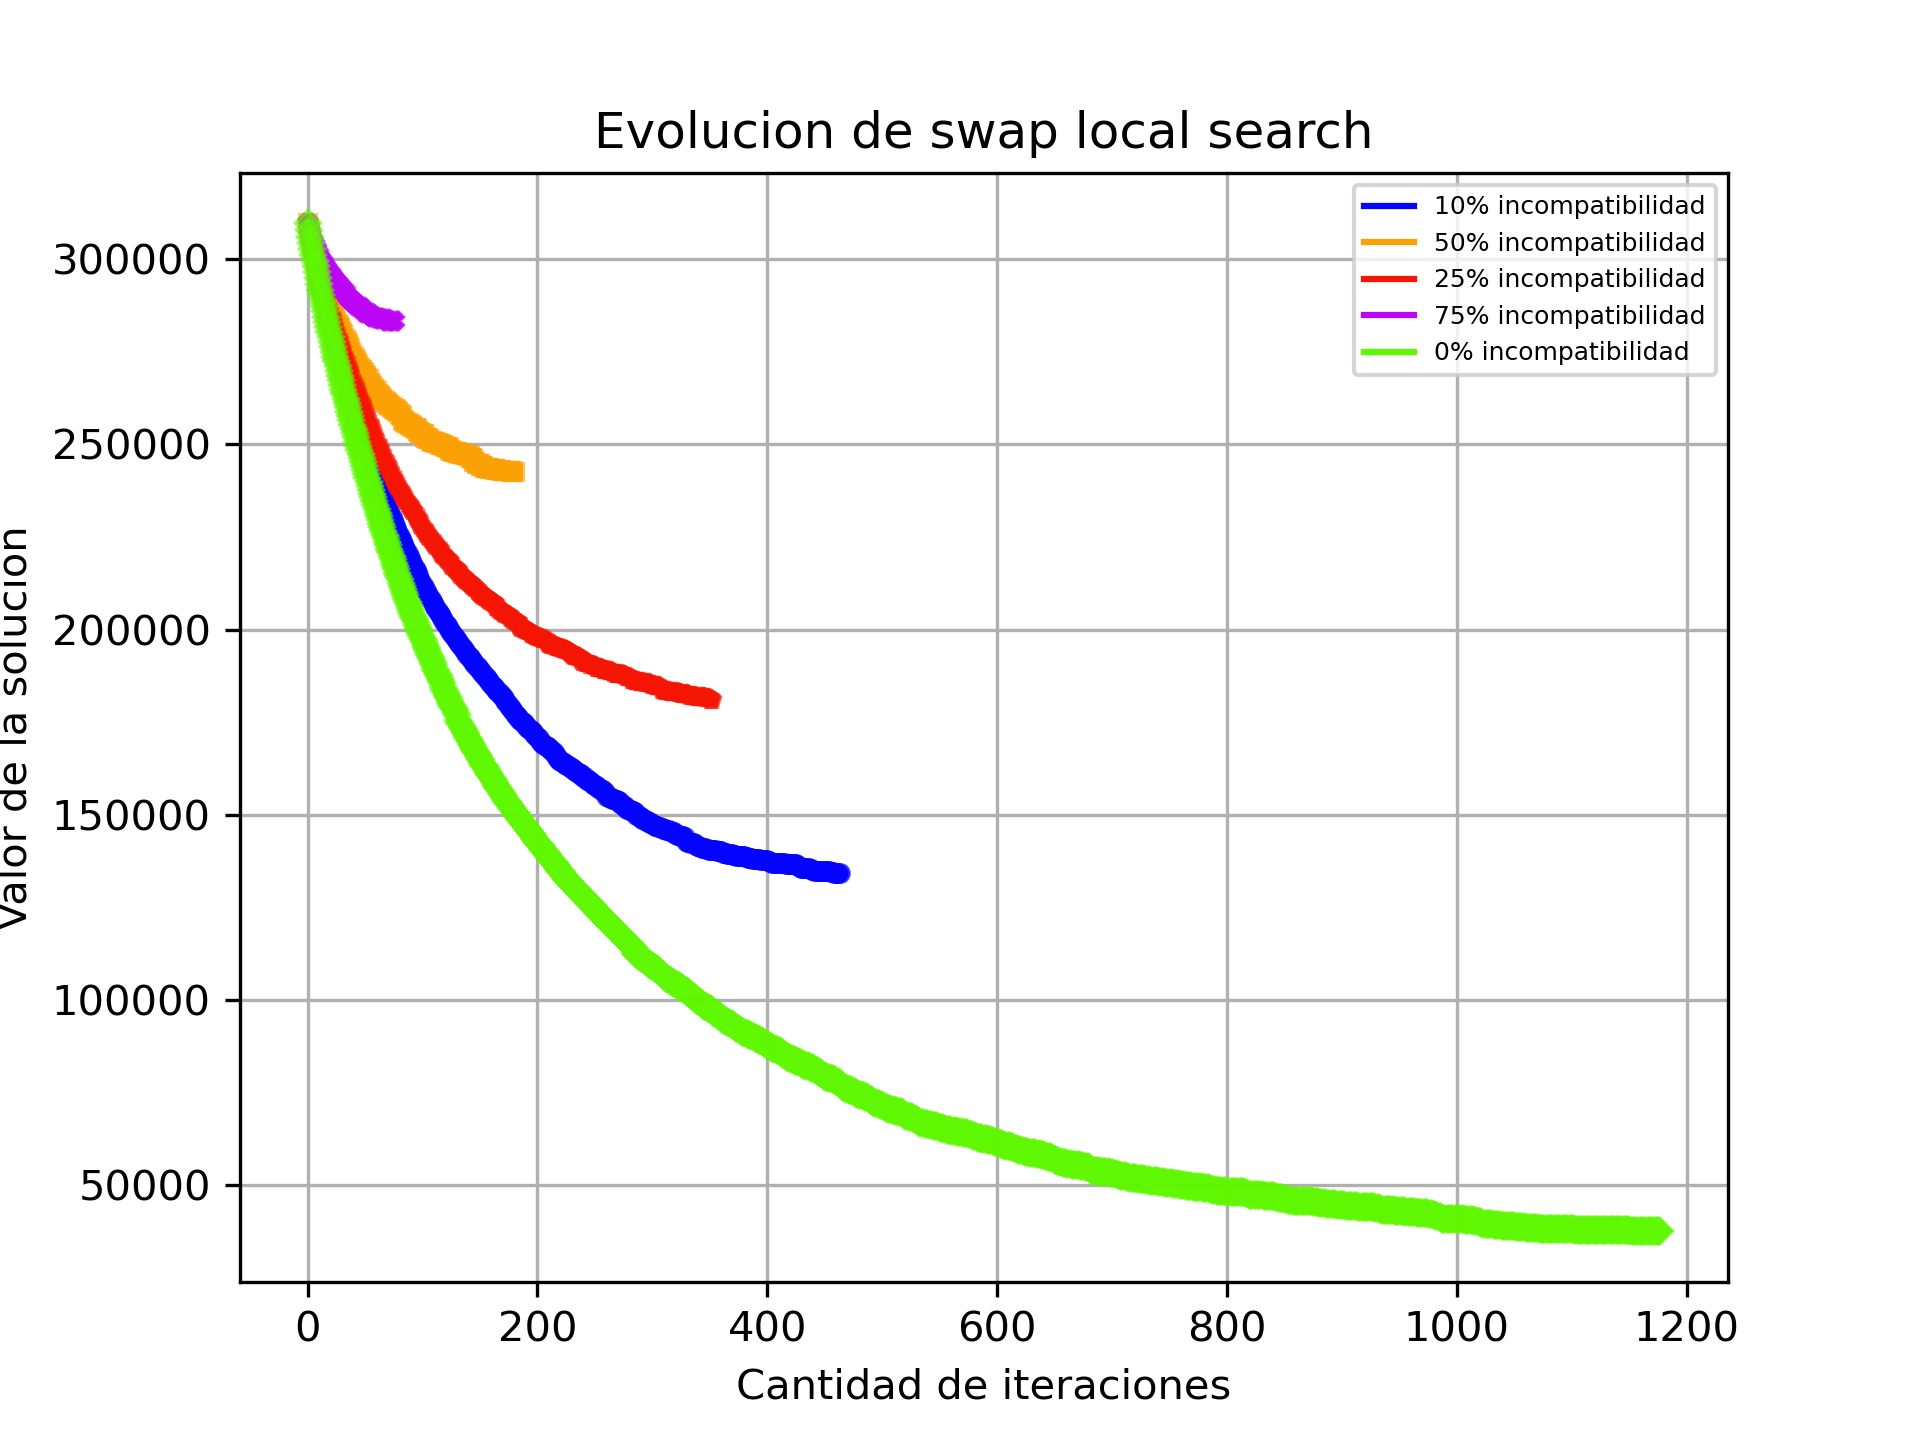 Evolucion de swap local search
10% incompatibilidad
50% incompatibilidad
25% incompatibilidad
75% incompatibilidad
0% incompatibilidad
Valor de la solucion
300000
250000
200000
150000
100000
50000
0 200 400 600 800 1000 1200
Cantidad de iteraciones